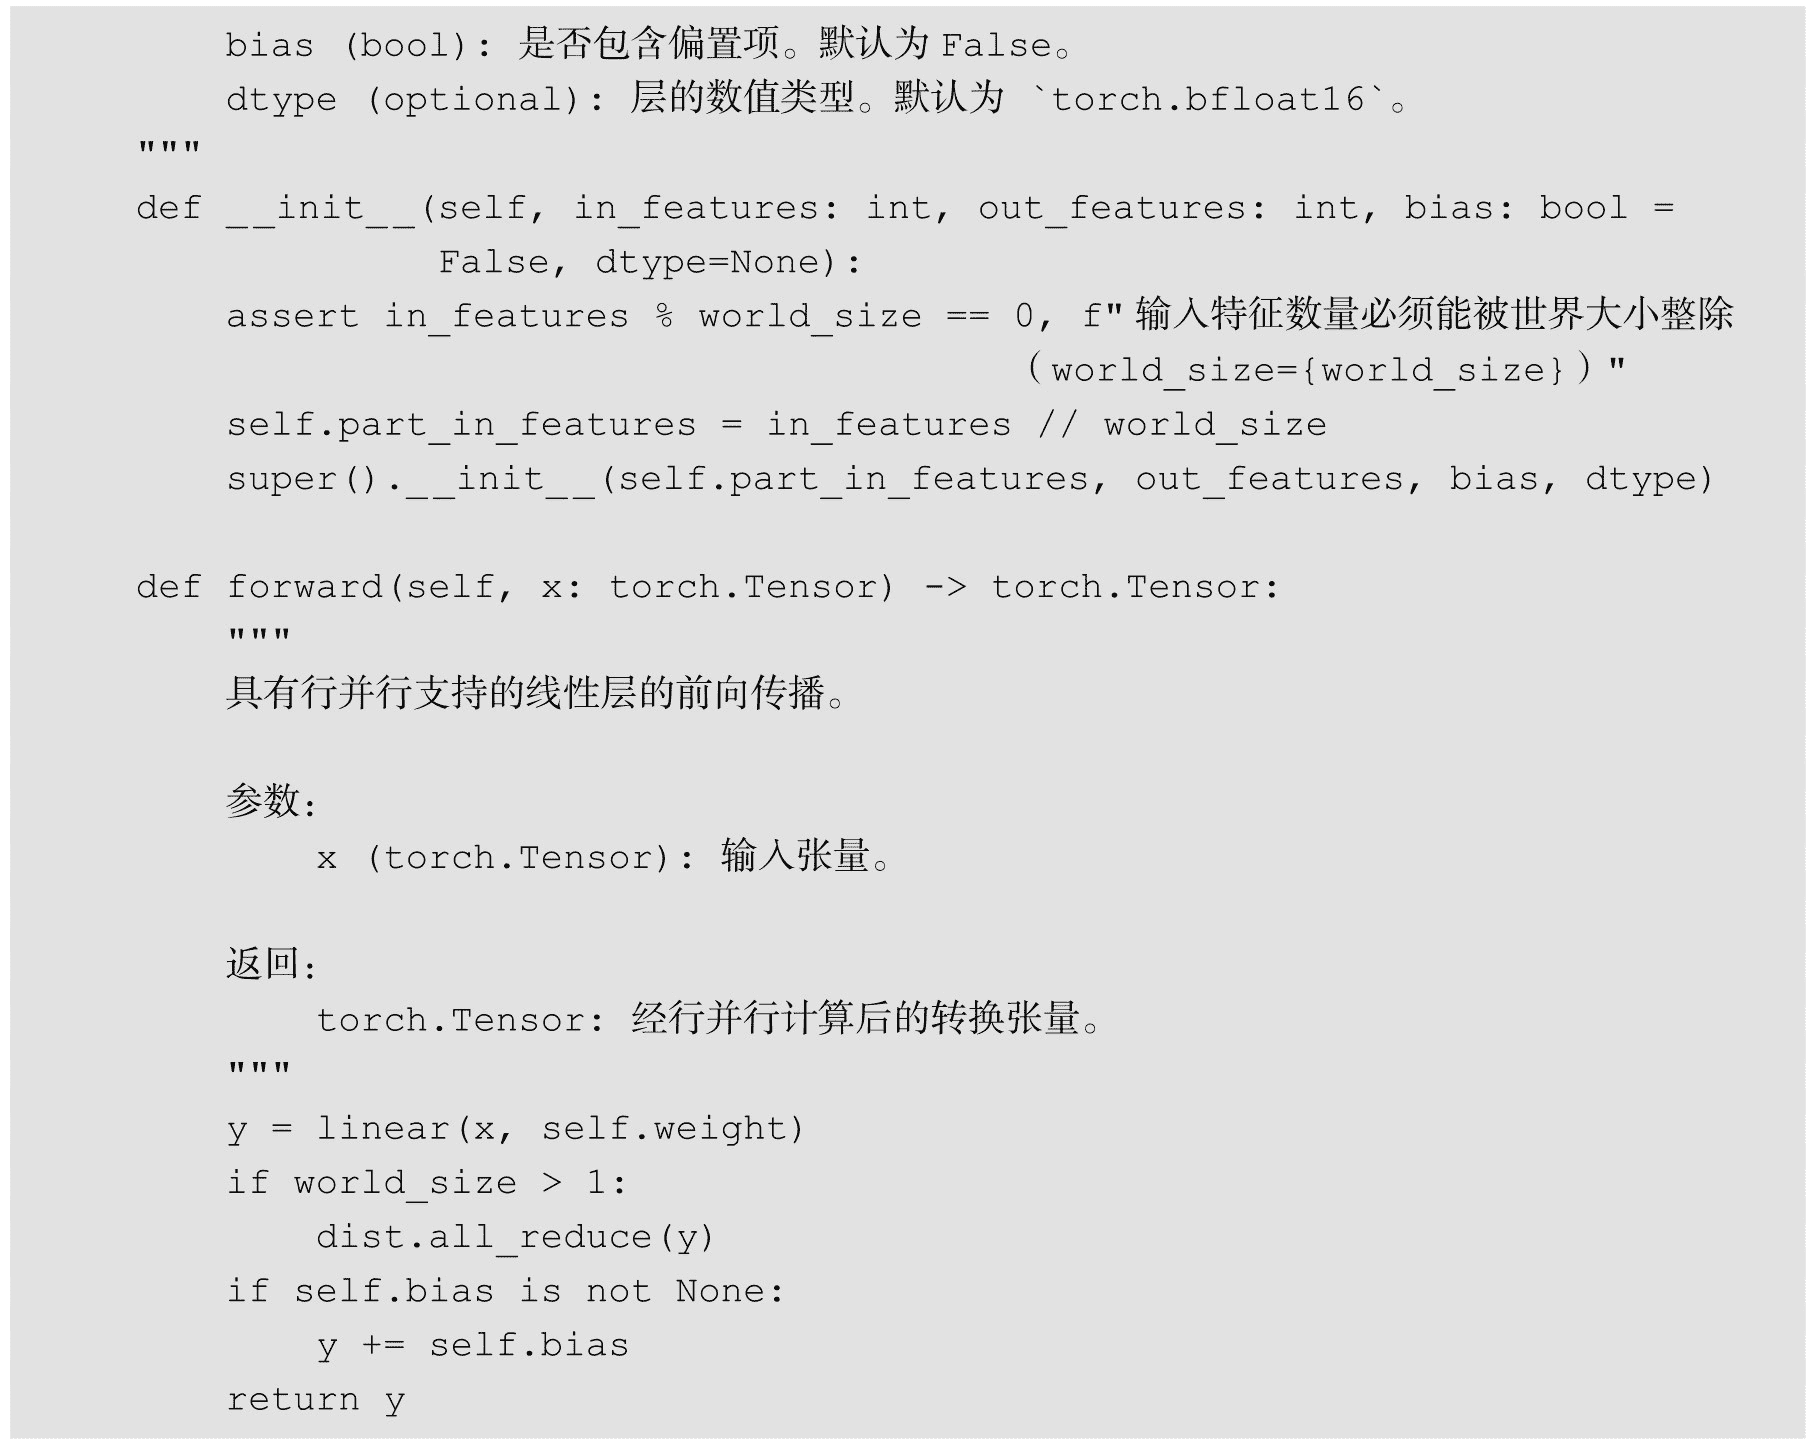 bias (bool): 是否包含偏置项。默认为 False。
dtype (optional): 层的数值类型。默认为 `torch.bfloat16`。
"""
def __init__(self, in_features: int, out_features: int, bias: bool =
False, dtype=None):
assert in_features % world_size == 0, f"输入特征数量必须能被世界大小整除
（world_size={world_size}）"
self.part_in_features = in_features // world_size
super().__init__(self.part_in_features, out_features, bias, dtype)
def forward(self, x: torch.Tensor) -> torch.Tensor:
"""
具有行并行支持的线性层的前向传播。
参数：
x (torch.Tensor): 输入张量。
返回：
torch.Tensor: 经行并行计算后的转换张量。
"""
y = linear(x, self.weight)
if world_size > 1:
dist.all_reduce(y)
if self.bias is not None:
y += self.bias
return y